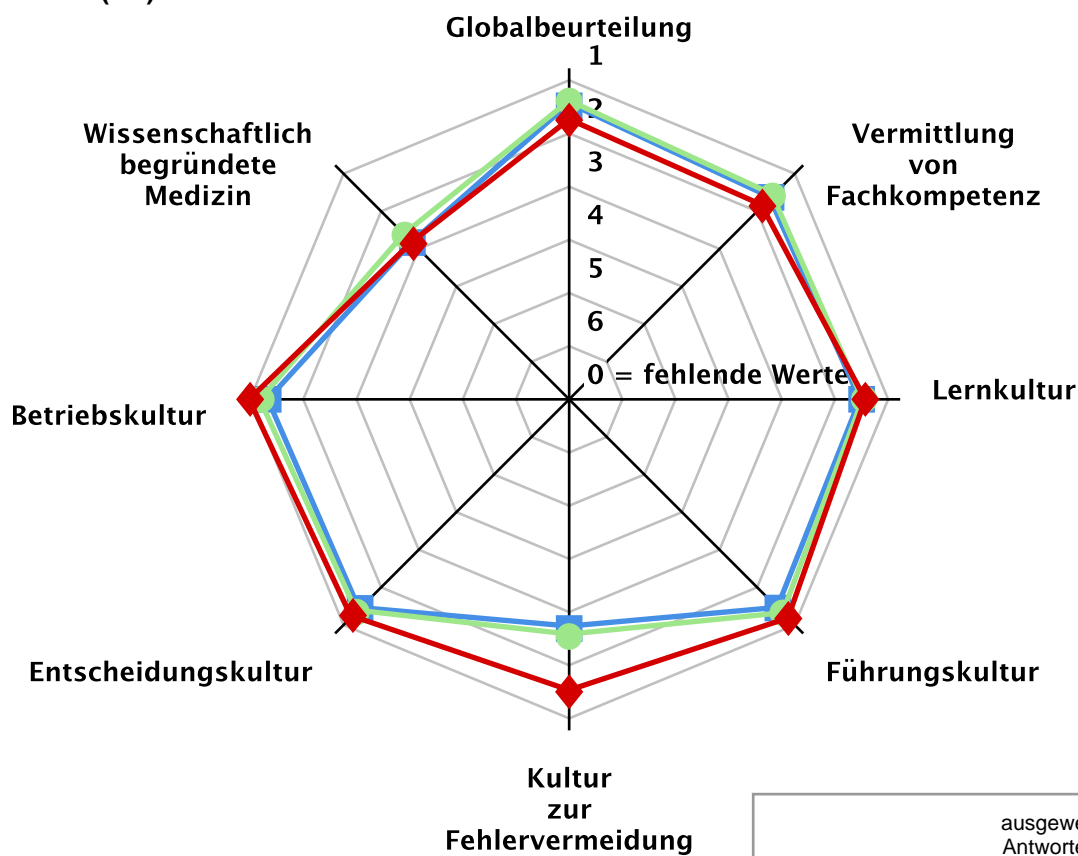 Globalbeurteilung
1
2
3
4
5
6
0 = fehlende Werte
Vermittlung
von
Fachkompetenz
Lernkultur
Führungskultur
Kultur
zur
Fehlervermeidung
Entscheidungskultur
Betriebskultur
Wissenschaftlich
begründete
Medizin